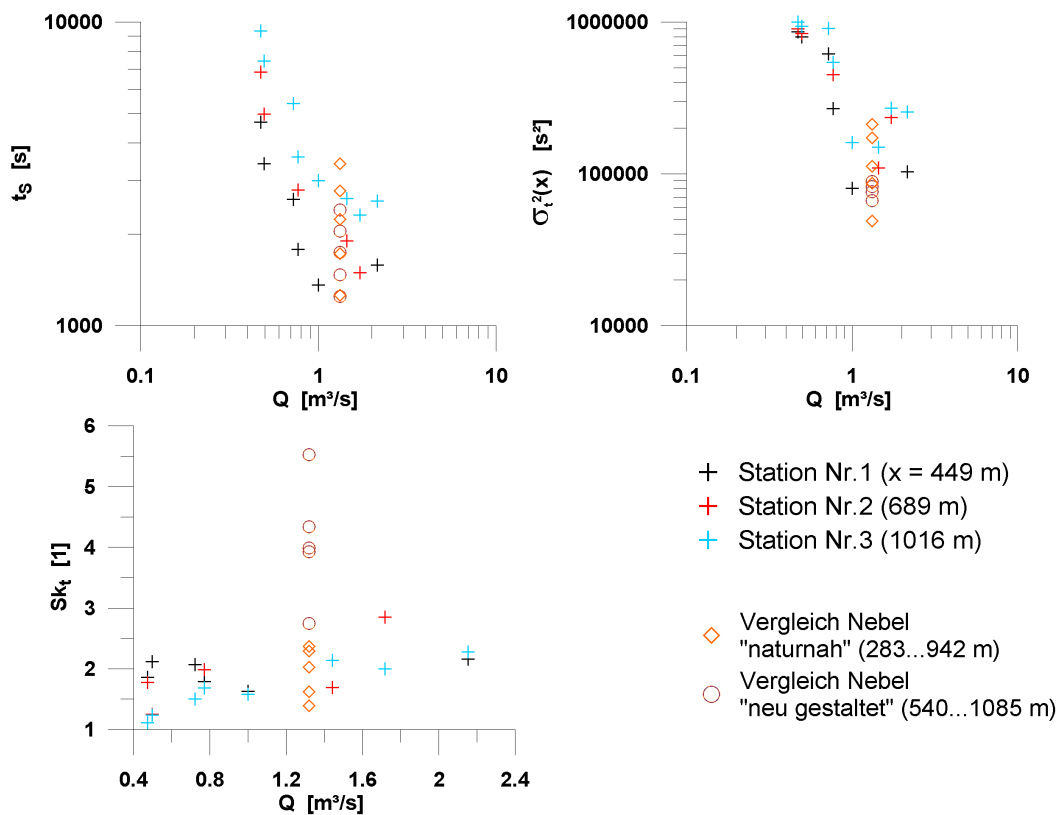 10000
1000
t_S [s]
0.1 1 10
Q [m³/s]
1000000
100000
10000
σ_t²(x) [s²]
0.1 1 10
Q [m³/s]
6
5
4
3
2
1
Sk_t [1]
0.4 0.8 1.2 1.6 2 2.4
Q [m³/s]
Station Nr.1 (x = 449 m)
Station Nr.2 (689 m)
Station Nr.3 (1016 m)
Vergleich Nebel
"naturnah" (283...942 m)
Vergleich Nebel
"neu gestaltet" (540...1085 m)